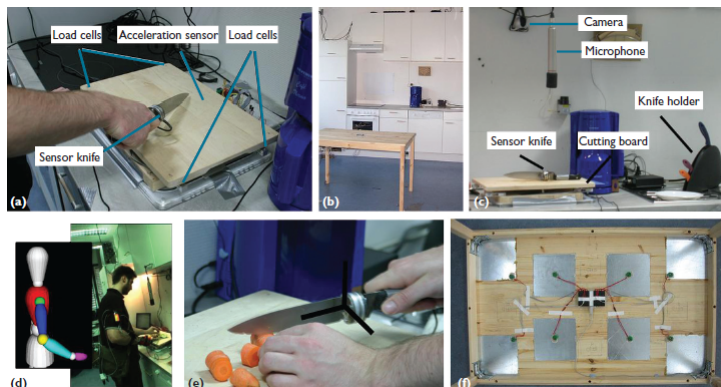 Load cells
Acceleration sensor
Load cells
Sensor knife
(a)
(b)
Camera
Microphone
Knife holder
Sensor knife
Cutting board
(c)
(d)
(e)
(f)